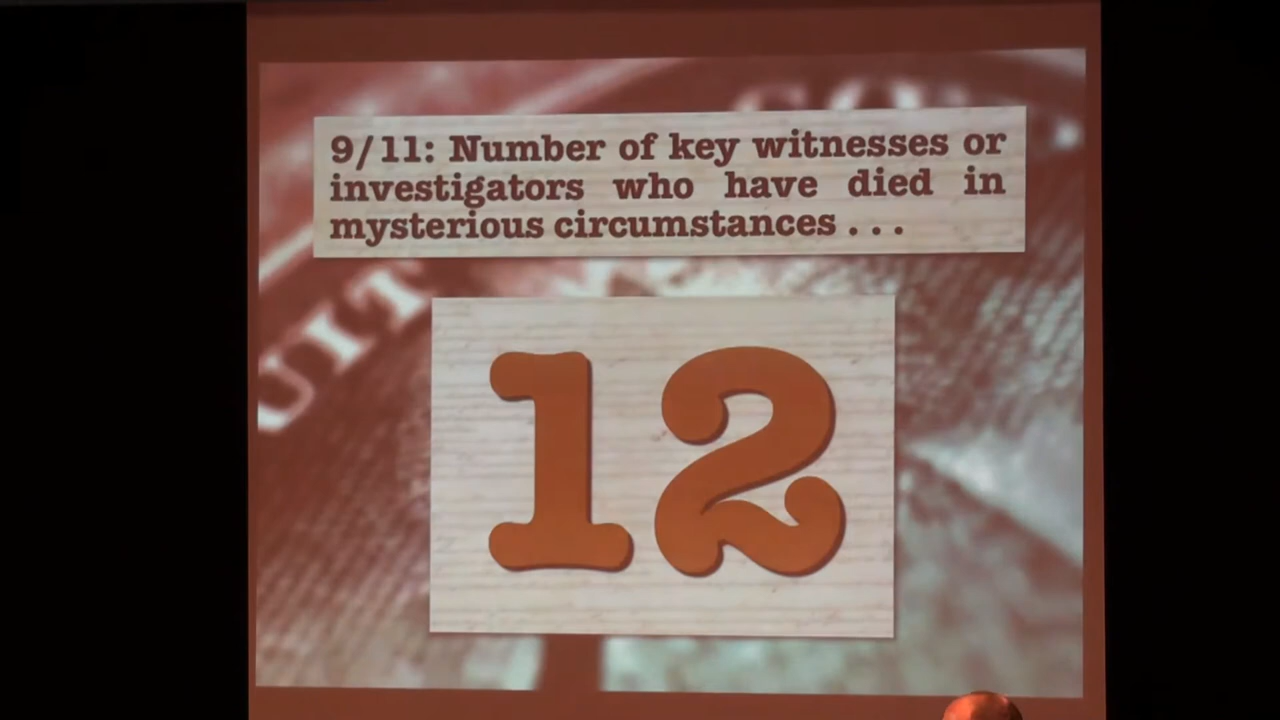 9/11: Number of key witnesses or
investigators who have died in
mysterious circumstances . . .
12